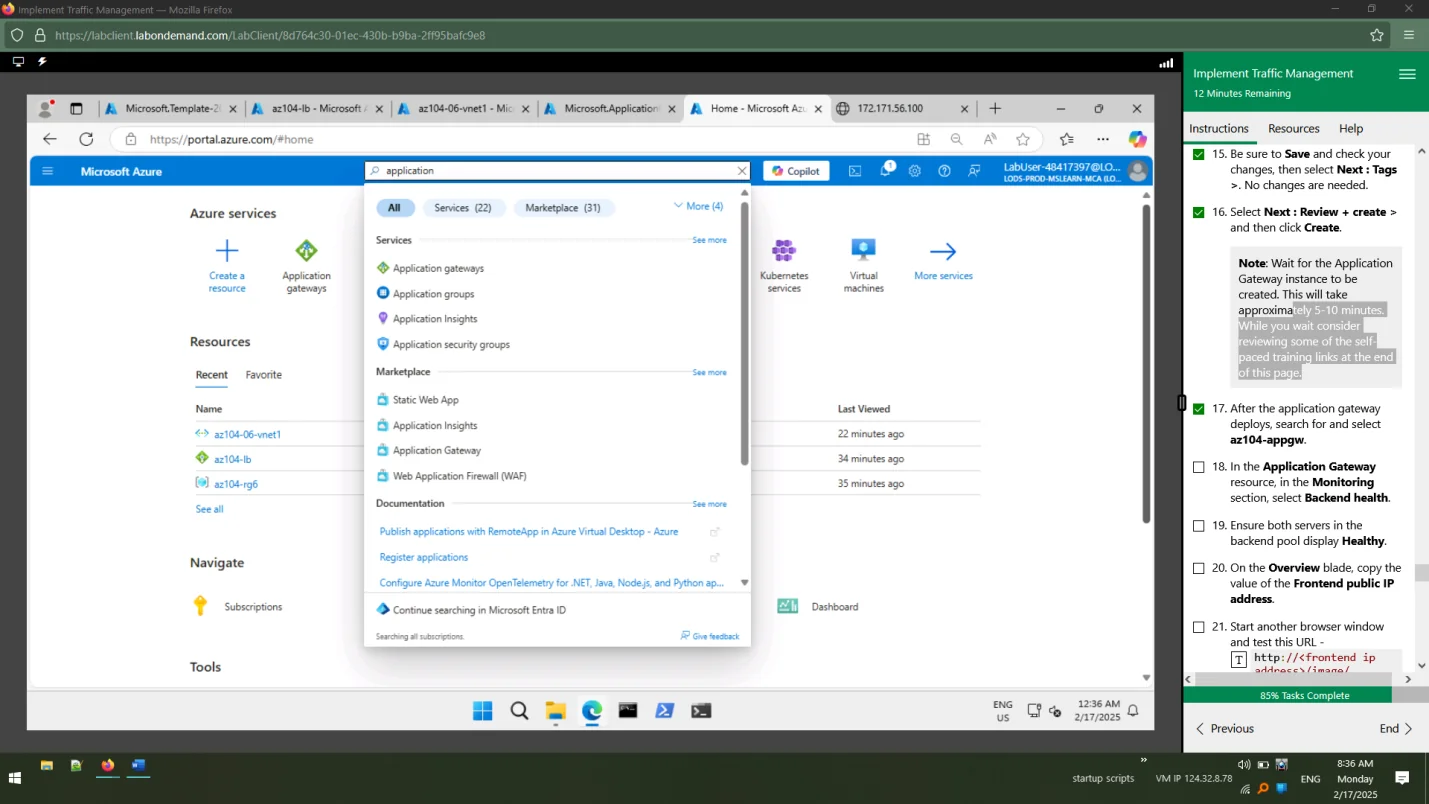 Implement Traffic Management — Mozilla Firefox
https://labclient.labondemand.com/LabClient/8d764c30-01ec-430b-b9ba-2ff95bafc9e8
Microsoft.Template-2
az104-lb - Microsoft A
az104-06-vnet1 - Mic
Microsoft.Application
Home - Microsoft Azu
172.171.56.100
https://portal.azure.com/#home
Microsoft Azure
application
Copilot
1
LabUser-48417397@LO...
LODS-PROD-MSLEARN-MCA (LO...
Azure services
Create a
resource
Application
gateways
Kubernetes
services
Virtual
machines
More services
Resources
Recent
Favorite
Name
Last Viewed
az104-06-vnet1
22 minutes ago
az104-lb
34 minutes ago
az104-rg6
35 minutes ago
See all
Navigate
Subscriptions
Dashboard
Tools
All
Services (22)
Marketplace (31)
More (4)
Services
See more
Application gateways
Application groups
Application Insights
Application security groups
Marketplace
See more
Static Web App
Application Insights
Application Gateway
Web Application Firewall (WAF)
Documentation
See more
Publish applications with RemoteApp in Azure Virtual Desktop - Azure
Register applications
Configure Azure Monitor OpenTelemetry for .NET, Java, Node.js, and Python ap...
Continue searching in Microsoft Entra ID
Searching all subscriptions.
Give feedback
ENG
US
12:36 AM
2/17/2025
Implement Traffic Management
12 Minutes Remaining
Instructions
Resources
Help
15. Be sure to Save and check your
changes, then select Next : Tags
>. No changes are needed.
16. Select Next : Review + create >
and then click Create.
Note: Wait for the Application
Gateway instance to be
created. This will take
approximately 5-10 minutes.
While you wait consider
reviewing some of the self-
paced training links at the end
of this page.
17. After the application gateway
deploys, search for and select
az104-appgw.
18. In the Application Gateway
resource, in the Monitoring
section, select Backend health.
19. Ensure both servers in the
backend pool display Healthy.
20. On the Overview blade, copy the
value of the Frontend public IP
address.
21. Start another browser window
and test this URL -
T http://<frontend ip
address>/image/
85% Tasks Complete
Previous
End
startup scripts
VM IP 124.32.8.78
ENG
8:36 AM
Monday
2/17/2025